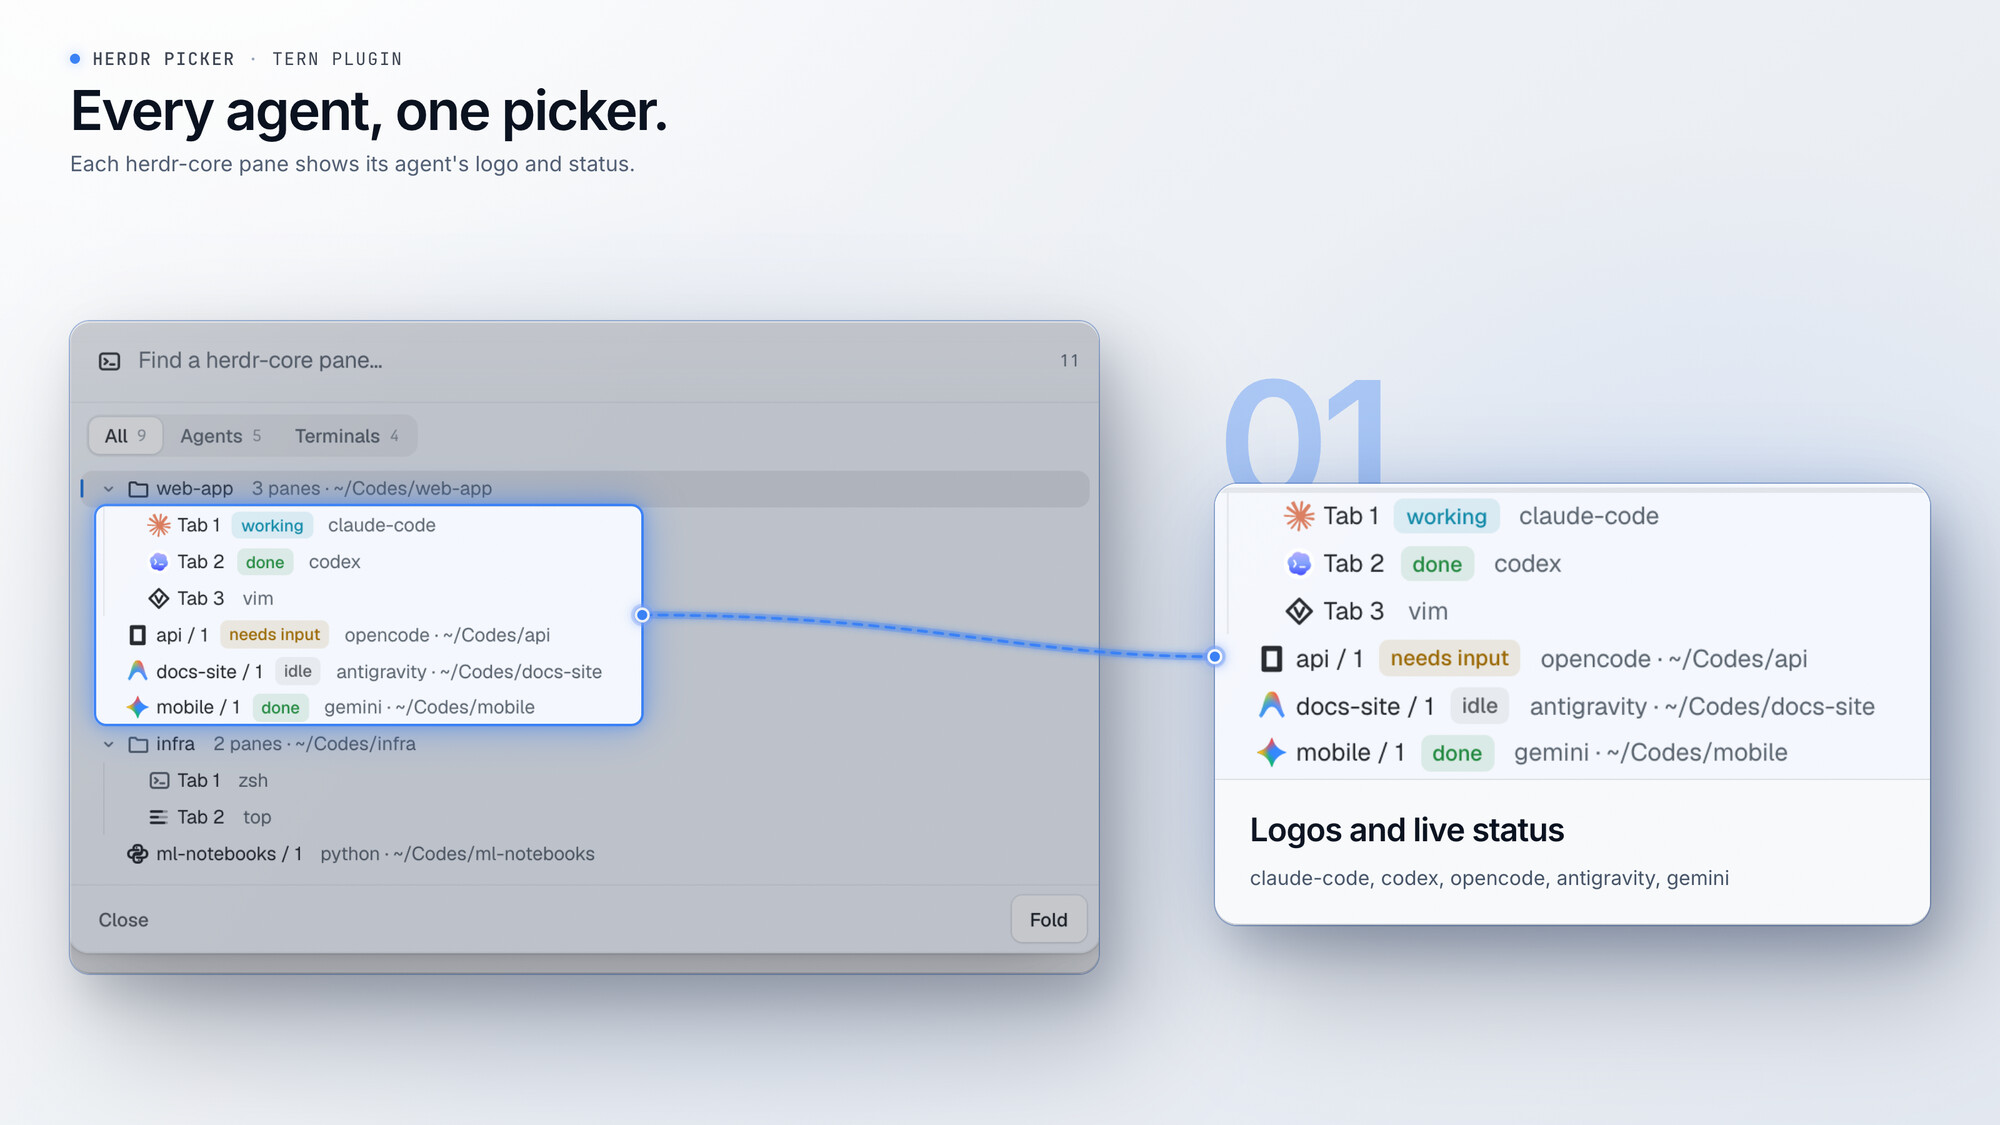 HERDR PICKER · TERN PLUGIN
Every agent, one picker.
Each herdr-core pane shows its agent's logo and status.
Find a herdr-core pane… 11
All 9 Agents 5 Terminals 4
web-app 3 panes · ~/Codes/web-app
Tab 1 working claude-code
Tab 2 done codex
Tab 3 vim
api / 1 needs input opencode · ~/Codes/api
docs-site / 1 idle antigravity · ~/Codes/docs-site
mobile / 1 done gemini · ~/Codes/mobile
infra 2 panes · ~/Codes/infra
Tab 1 zsh
Tab 2 top
ml-notebooks / 1 python · ~/Codes/ml-notebooks
Close Fold
01
Tab 1 working claude-code
Tab 2 done codex
Tab 3 vim
api / 1 needs input opencode · ~/Codes/api
docs-site / 1 idle antigravity · ~/Codes/docs-site
mobile / 1 done gemini · ~/Codes/mobile
Logos and live status
claude-code, codex, opencode, antigravity, gemini